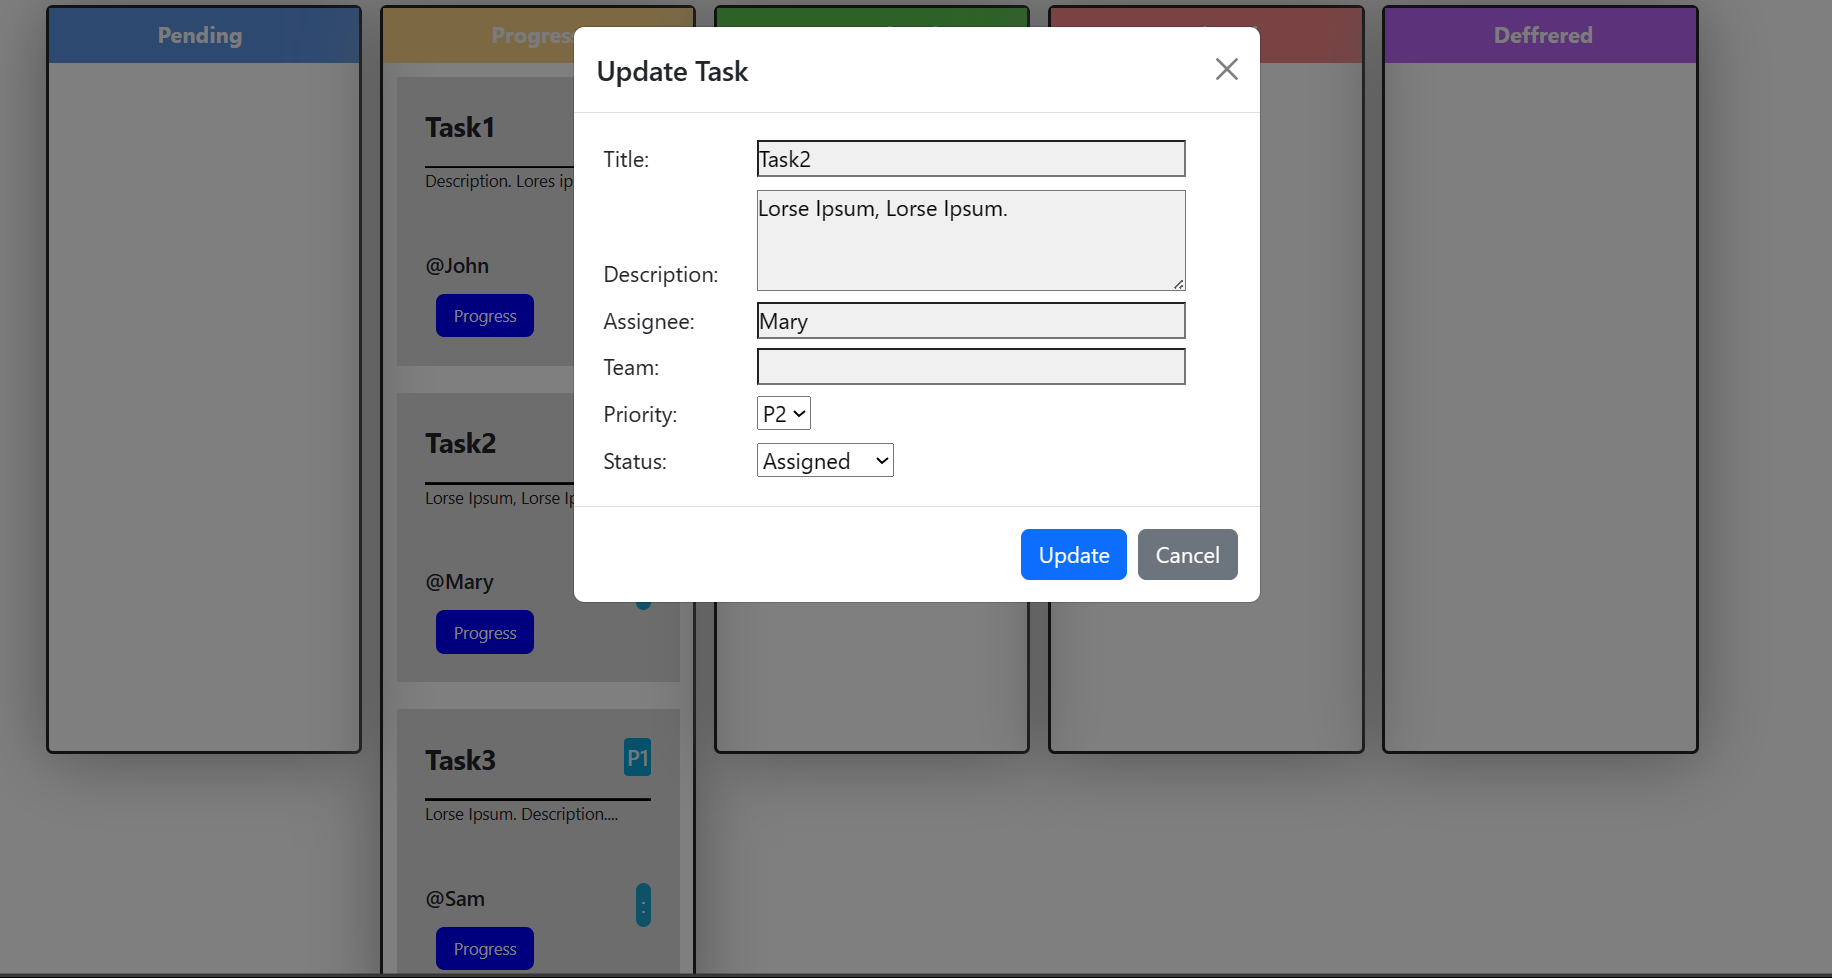 Pending
Progress
Deffrered
Update Task
Title:
Task2
Description:
Lorse Ipsum, Lorse Ipsum.
Assignee:
Mary
Team:
Priority:
P2
Status:
Assigned
Update
Cancel
Task1
Description. Lores ip
@John
Progress
Task2
Lorse Ipsum, Lorse Ip
@Mary
Progress
Task3
P1
Lorse Ipsum. Description....
@Sam
:
Progress